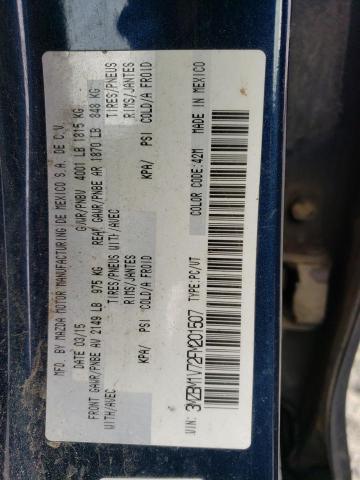 MFD. BY MAZDA MOTOR MANUFACTURING DE MEXICO S.A. DE C.V.
03/15 GVWR/PNBV 4001 LB 1815 KG
FRONT GAWR/PNBE AV 2149 LB 975 KG REAR GAWR/PNBE AR 1870 LB 848 KG
WITH/AVEC TIRES/PNEUS WITH/AVEC TIRES/PNEUS
RIMS/JANTES RIMS/JANTES
KPA/ PSI COLD/A FROID KPA/ PSI COLD/A FROID
VIN: 3MZBM1V72FM201507 TYPE:PC/VT COLOR CODE:42M MADE IN MEXICO